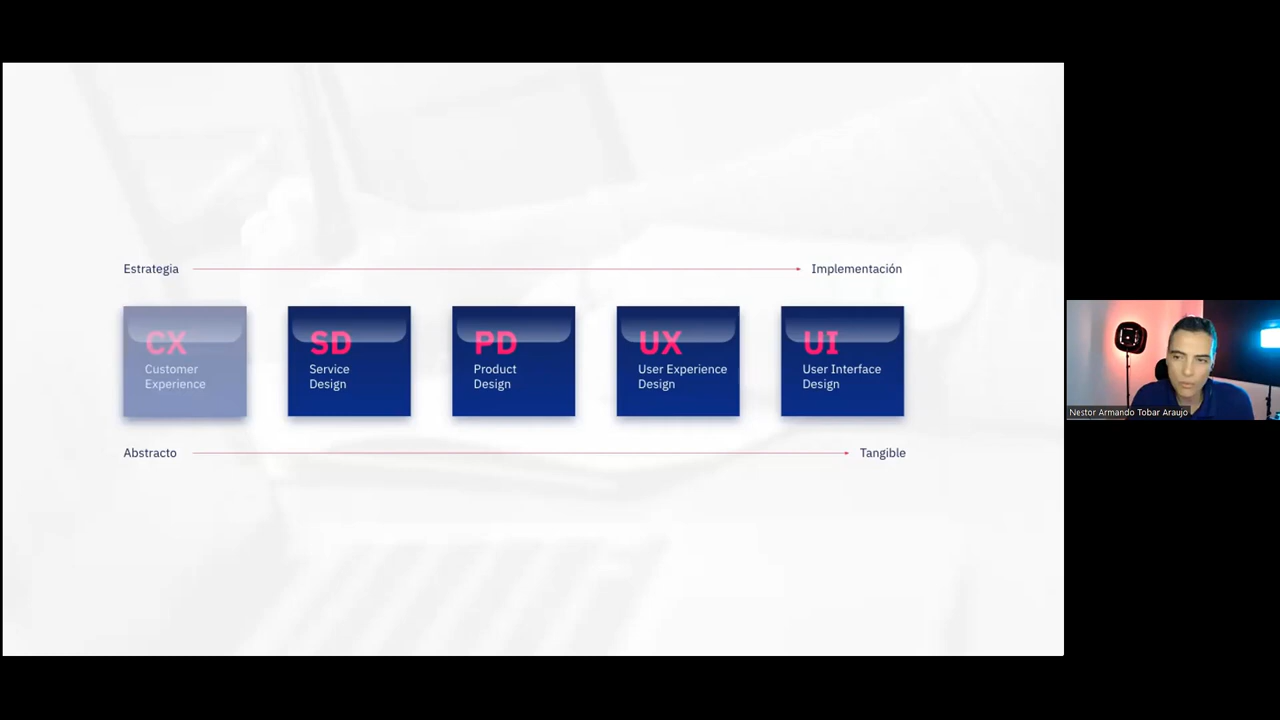 Estrategia
Implementación
CX
Customer
Experience
SD
Service
Design
PD
Product
Design
UX
User Experience
Design
UI
User Interface
Design
Abstracto
Tangible
Nestor Armando Tobar Araujo